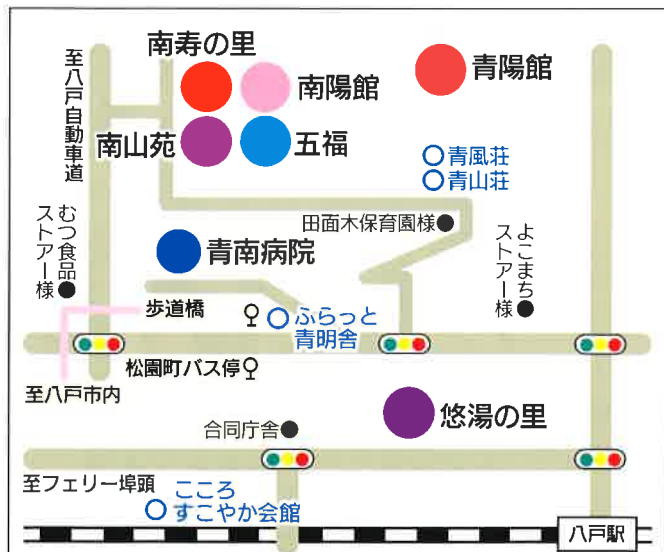 南寿の里
青陽館
至八戸自動車道
南陽館
南山苑
五福
青風荘
青山荘
むつ食品
ストアー様
田面木保育園様
よこまち
ストアー様
青南病院
歩道橋
ふらっと
青明舎
松園町バス停
至八戸市内
悠湯の里
合同庁舎
至フェリー埠頭
こころ
すこやか会館
八戸駅